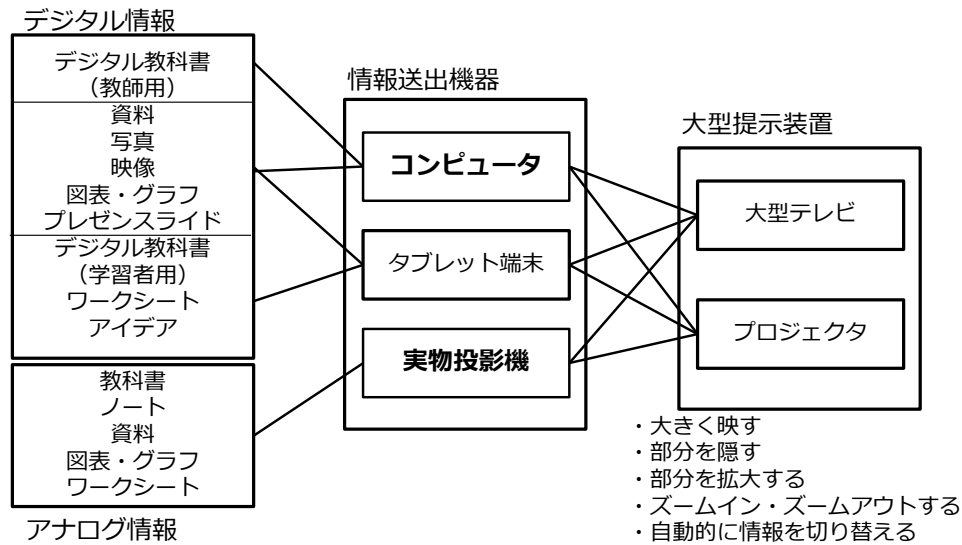 デジタル情報
デジタル教科書
（教師用）
資料
写真
映像
図表・グラフ
プレゼンスライド
デジタル教科書
（学習者用）
ワークシート
アイデア
教科書
ノート
資料
図表・グラフ
ワークシート
アナログ情報
情報送出機器
コンピュータ
タブレット端末
実物投影機
大型提示装置
大型テレビ
プロジェクタ
・大きく映す
・部分を隠す
・部分を拡大する
・ズームイン・ズームアウトする
・自動的に情報を切り替える